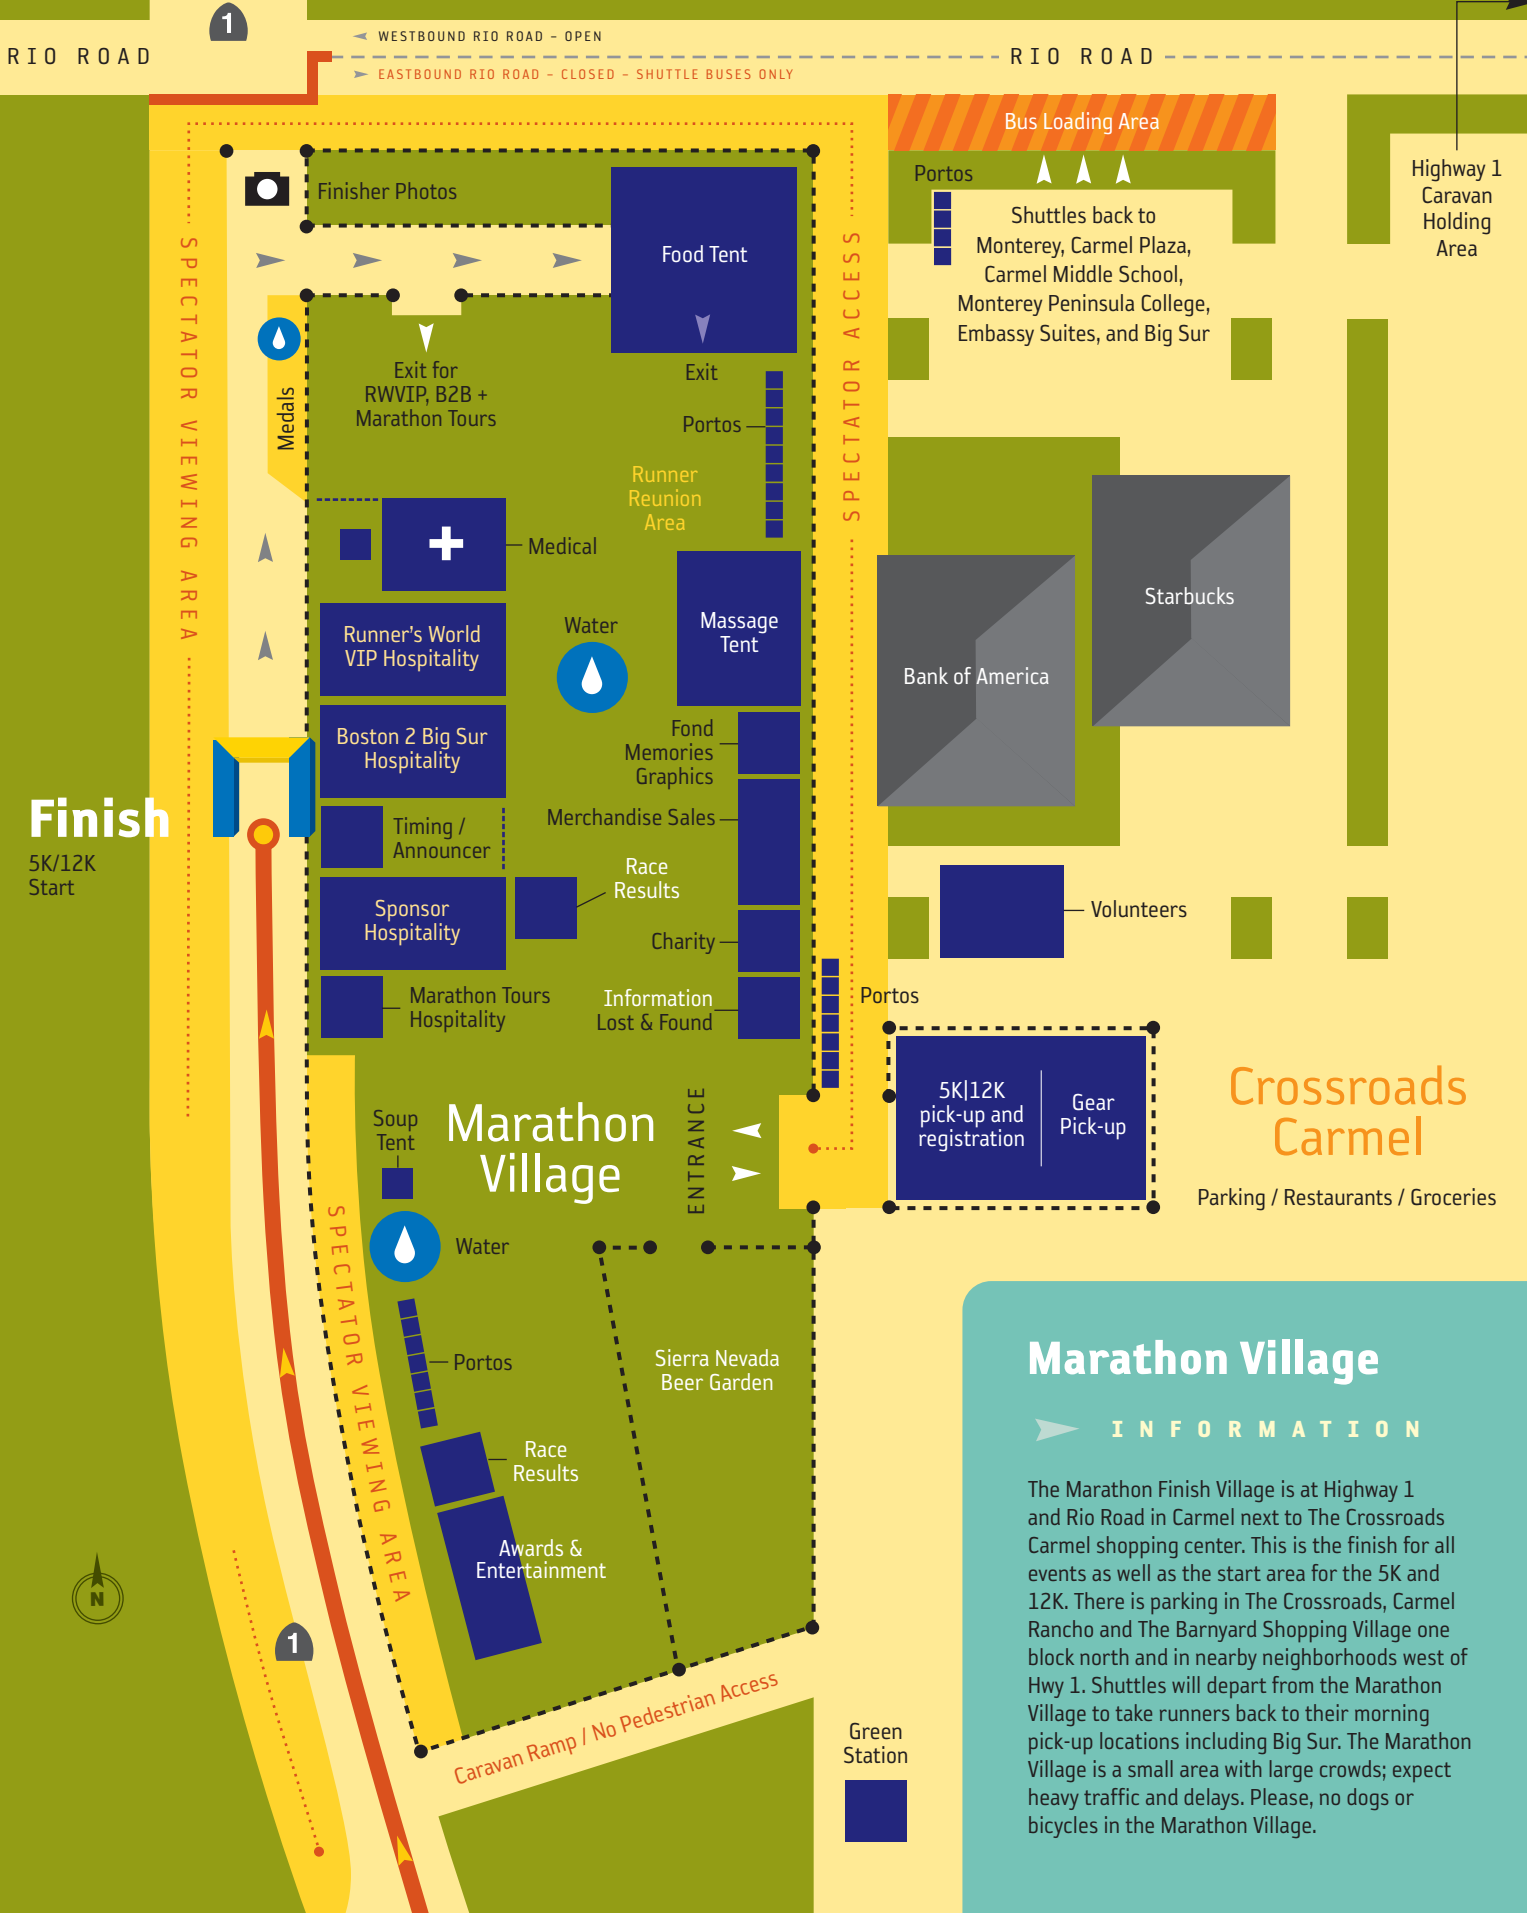 1
RIO ROAD
WESTBOUND RIO ROAD – OPEN
RIO ROAD
EASTBOUND RIO ROAD – CLOSED – SHUTTLE BUSES ONLY
Bus Loading Area
Highway 1
Caravan
Holding
Area
Portos
Shuttles back to
Monterey, Carmel Plaza,
Carmel Middle School,
Monterey Peninsula College,
Embassy Suites, and Big Sur
Finisher Photos
Food Tent
SPECTATOR VIEWING AREA
SPECTATOR ACCESS
Exit for
RWVIP, B2B +
Marathon Tours
Exit
Medals
Portos
Runner
Reunion
Area
Medical
Runner's World
VIP Hospitality
Water
Massage
Tent
Starbucks
Bank of America
Boston 2 Big Sur
Hospitality
Fond
Memories
Graphics
Finish
5K/12K
Start
Timing /
Announcer
Merchandise Sales
Race
Results
Sponsor
Hospitality
Charity
Volunteers
Marathon Tours
Hospitality
Information
Lost & Found
Portos
5K|12K
pick-up and
registration
Gear
Pick-up
Crossroads
Carmel
Parking / Restaurants / Groceries
Soup
Tent
Marathon
Village
ENTRANCE
Water
SPECTATOR VIEWING AREA
Portos
Sierra Nevada
Beer Garden
Race
Results
Awards &
Entertainment
N
1
Caravan Ramp / No Pedestrian Access
Green
Station
Marathon Village
INFORMATION
The Marathon Finish Village is at Highway 1
and Rio Road in Carmel next to The Crossroads
Carmel shopping center. This is the finish for all
events as well as the start area for the 5K and
12K. There is parking in The Crossroads, Carmel
Rancho and The Barnyard Shopping Village one
block north and in nearby neighborhoods west of
Hwy 1. Shuttles will depart from the Marathon
Village to take runners back to their morning
pick-up locations including Big Sur. The Marathon
Village is a small area with large crowds; expect
heavy traffic and delays. Please, no dogs or
bicycles in the Marathon Village.